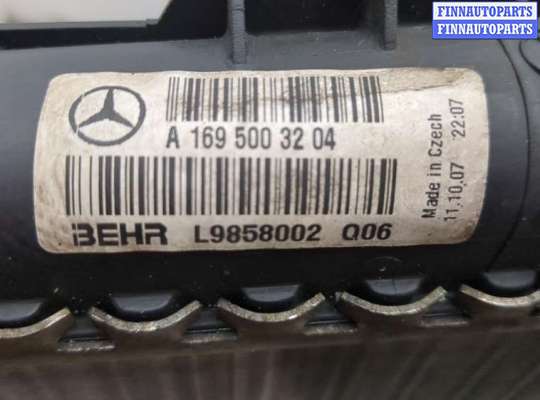 FINNAUTOPARTS
FINNAUTOPARTS
A 169 500 32 04
BEHR L9858002 Q06
Made in Czech
11.10.07 22:07